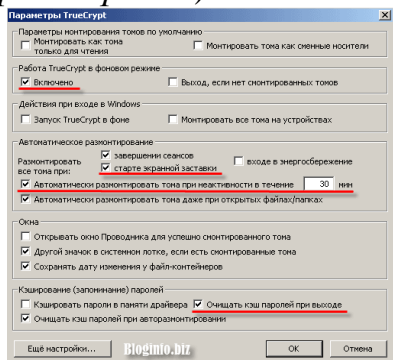 Параметры TrueCrypt
Параметры монтирования томов по умолчанию
Монтировать как тома только для чтения
Монтировать тома как сменные носители
Работа TrueCrypt в фоновом режиме
Включено
Выход, если нет смонтированных томов
Действия при входе в Windows
Запуск TrueCrypt в фоне
Монтировать все тома на устройствах
Автоматическое размонтирование
Размонтировать все тома при:
завершении сеансов
входе в энергосбережение
старте экранной заставки
Автоматически размонтировать тома при неактивности в течение 30 мин
Автоматически размонтировать тома даже при открытых файлах/папках
Окна
Открывать окно Проводника для успешно смонтированного тома
Другой значок в системном лотке, если есть смонтированные тома
Сохранять дату изменения у файл-контейнеров
Кэширование (запоминание) паролей
Кэшировать пароли в памяти драйвера
Очищать кэш паролей при выходе
Очищать кэш паролей при авторазмонтировании
Ещё настройки...
Bloginfo.biz
OK
Отмена